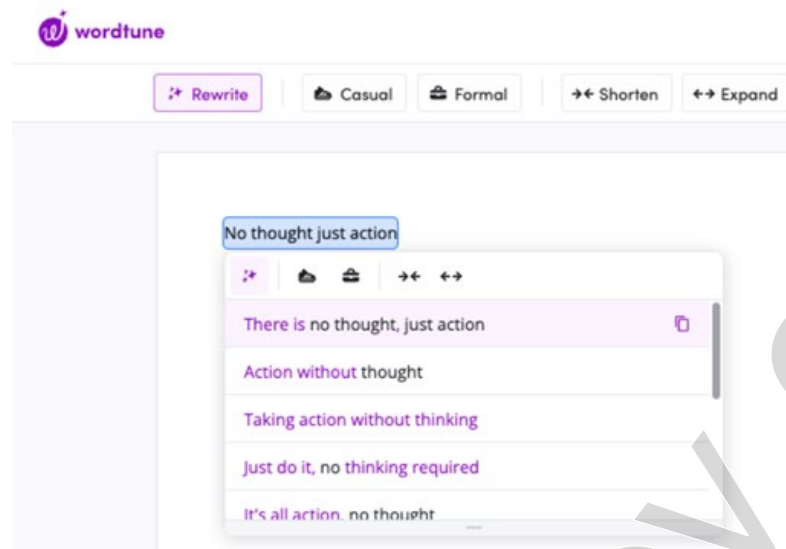 wordtune
Rewrite Casual Formal Shorten Expand
No thought just action
There is no thought, just action
Action without thought
Taking action without thinking
Just do it, no thinking required
It's all action, no thought